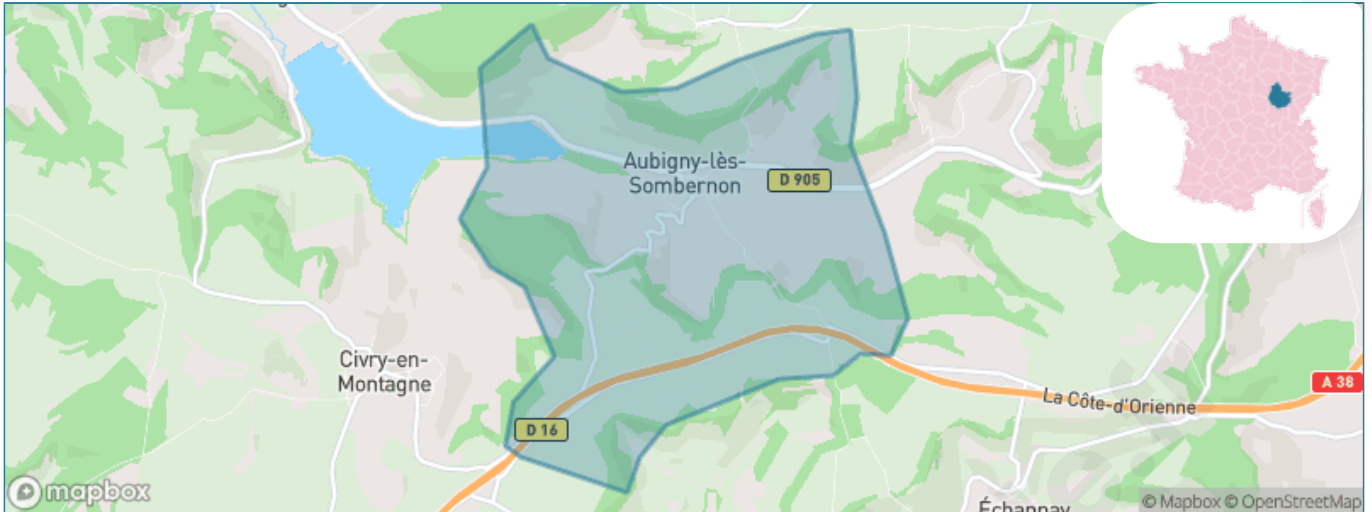 Aubigny-lès-
Sombernon
D 905
Civry-en-
Montagne
A 38
La Côte-d'Orienne
D 16
mapbox
Échannay
© Mapbox © OpenStreetMap